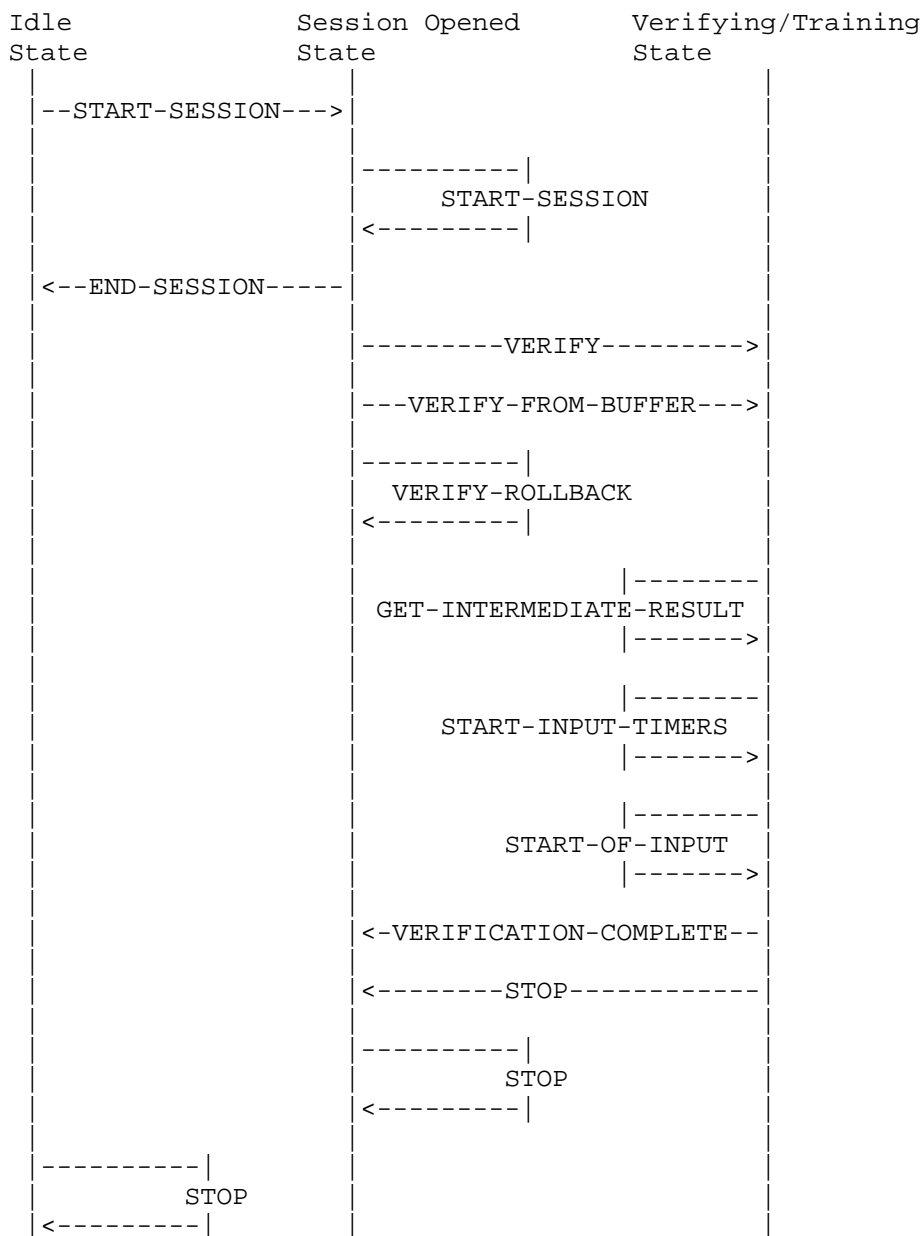 Idle Session Opened Verifying/Training
State State State
--START-SESSION--->
----------|
START-SESSION
<---------|
<--END-SESSION-----
---------VERIFY--------->
---VERIFY-FROM-BUFFER--->
----------|
VERIFY-ROLLBACK
<---------|
|--------
GET-INTERMEDIATE-RESULT
|------->
|--------
START-INPUT-TIMERS
|------->
|--------
START-OF-INPUT
|------->
<-VERIFICATION-COMPLETE--
<--------STOP------------
----------|
STOP
<---------|
----------|
STOP
<---------|